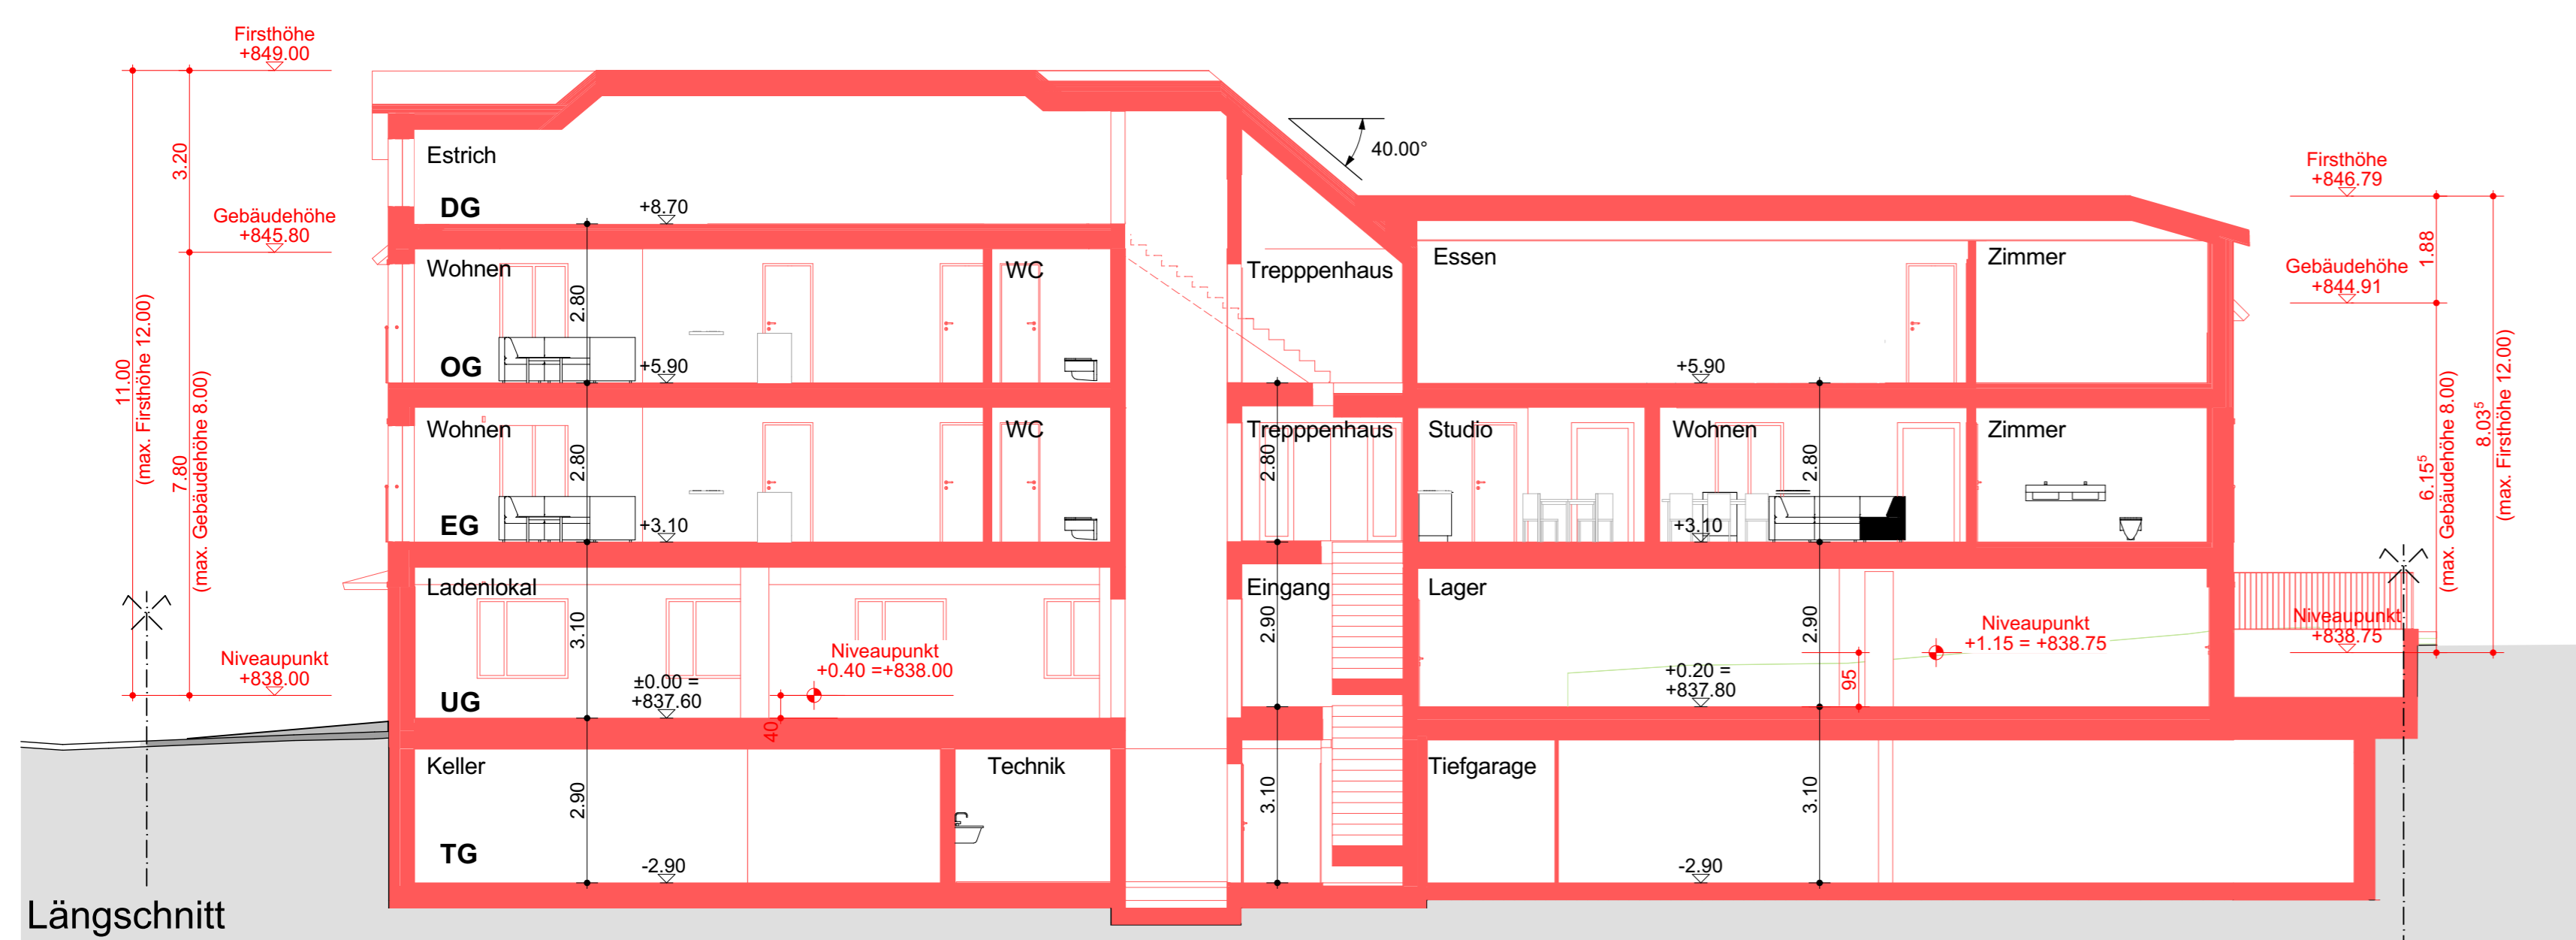 Firsthöhe
+849.00
Firsthöhe
+846.79
Gebäudehöhe
+845.80
Gebäudehöhe
+844.91
Niveaupunkt
+838.00
Niveaupunkt
+838.75
11.00
(max. Firsthöhe 12.00)
3.20
7.80
(max. Gebäudehöhe 8.00)
40.00°
Estrich
DG
+8.70
Wohnen
WC
Trepppenhaus
Essen
Zimmer
2.80
OG
+5.90
+5.90
Wohnen
WC
Trepppenhaus
Studio
Wohnen
Zimmer
2.80
2.80
2.80
EG
+3.10
+3.10
Ladenlokal
Eingang
Lager
3.10
2.90
2.90
Niveaupunkt
+0.40 =+838.00
Niveaupunkt
+1.15 = +838.75
UG
±0.00 =
+837.60
40
+0.20 =
+837.80
95
Keller
Technik
Tiefgarage
2.90
3.10
3.10
TG
-2.90
-2.90
1.88
6.15⁵
(max. Gebäudehöhe 8.00)
8.03⁵
(max. Firsthöhe 12.00)
Längschnitt